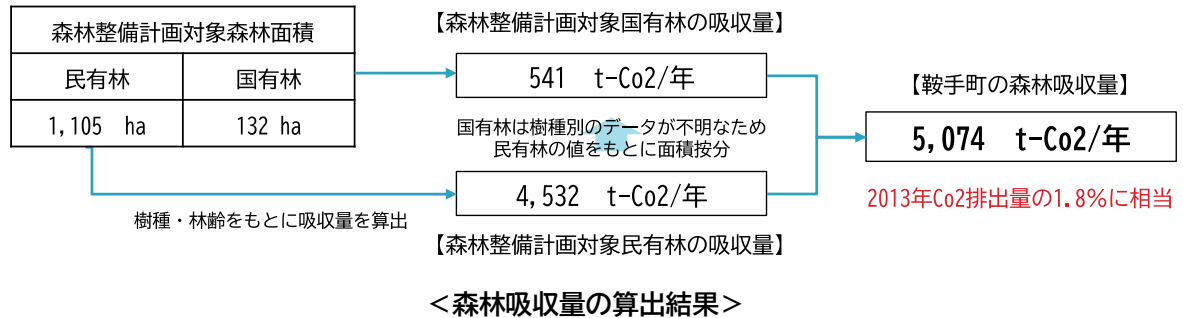 森林整備計画対象森林面積
民有林 国有林
1,105 ha 132 ha
【森林整備計画対象国有林の吸収量】
541 t-Co2/年
国有林は樹種別のデータが不明なため
民有林の値をもとに面積按分
4,532 t-Co2/年
樹種・林齢をもとに吸収量を算出
【森林整備計画対象民有林の吸収量】
【鞍手町の森林吸収量】
5,074 t-Co2/年
2013年Co2排出量の1.8%に相当
＜森林吸収量の算出結果＞